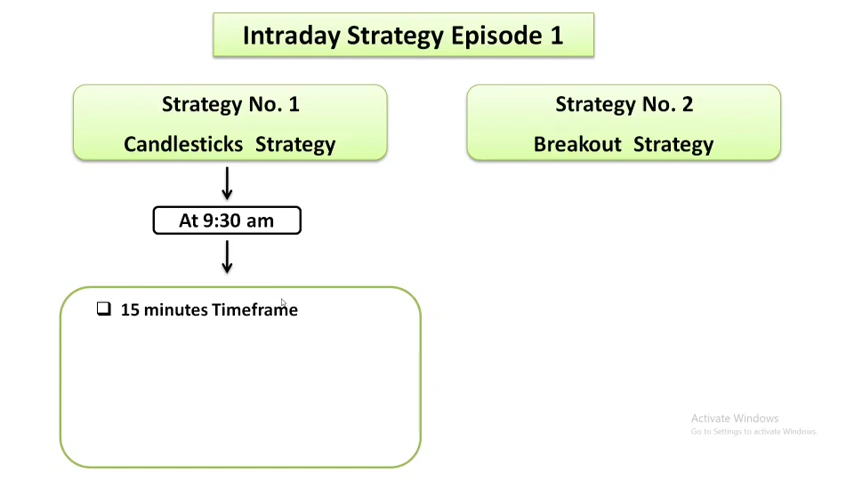 Intraday Strategy Episode 1
Strategy No. 1
Candlesticks Strategy
At 9:30 am
15 minutes Timeframe
Strategy No. 2
Breakout Strategy
Activate Windows
Go to Settings to activate Windows.